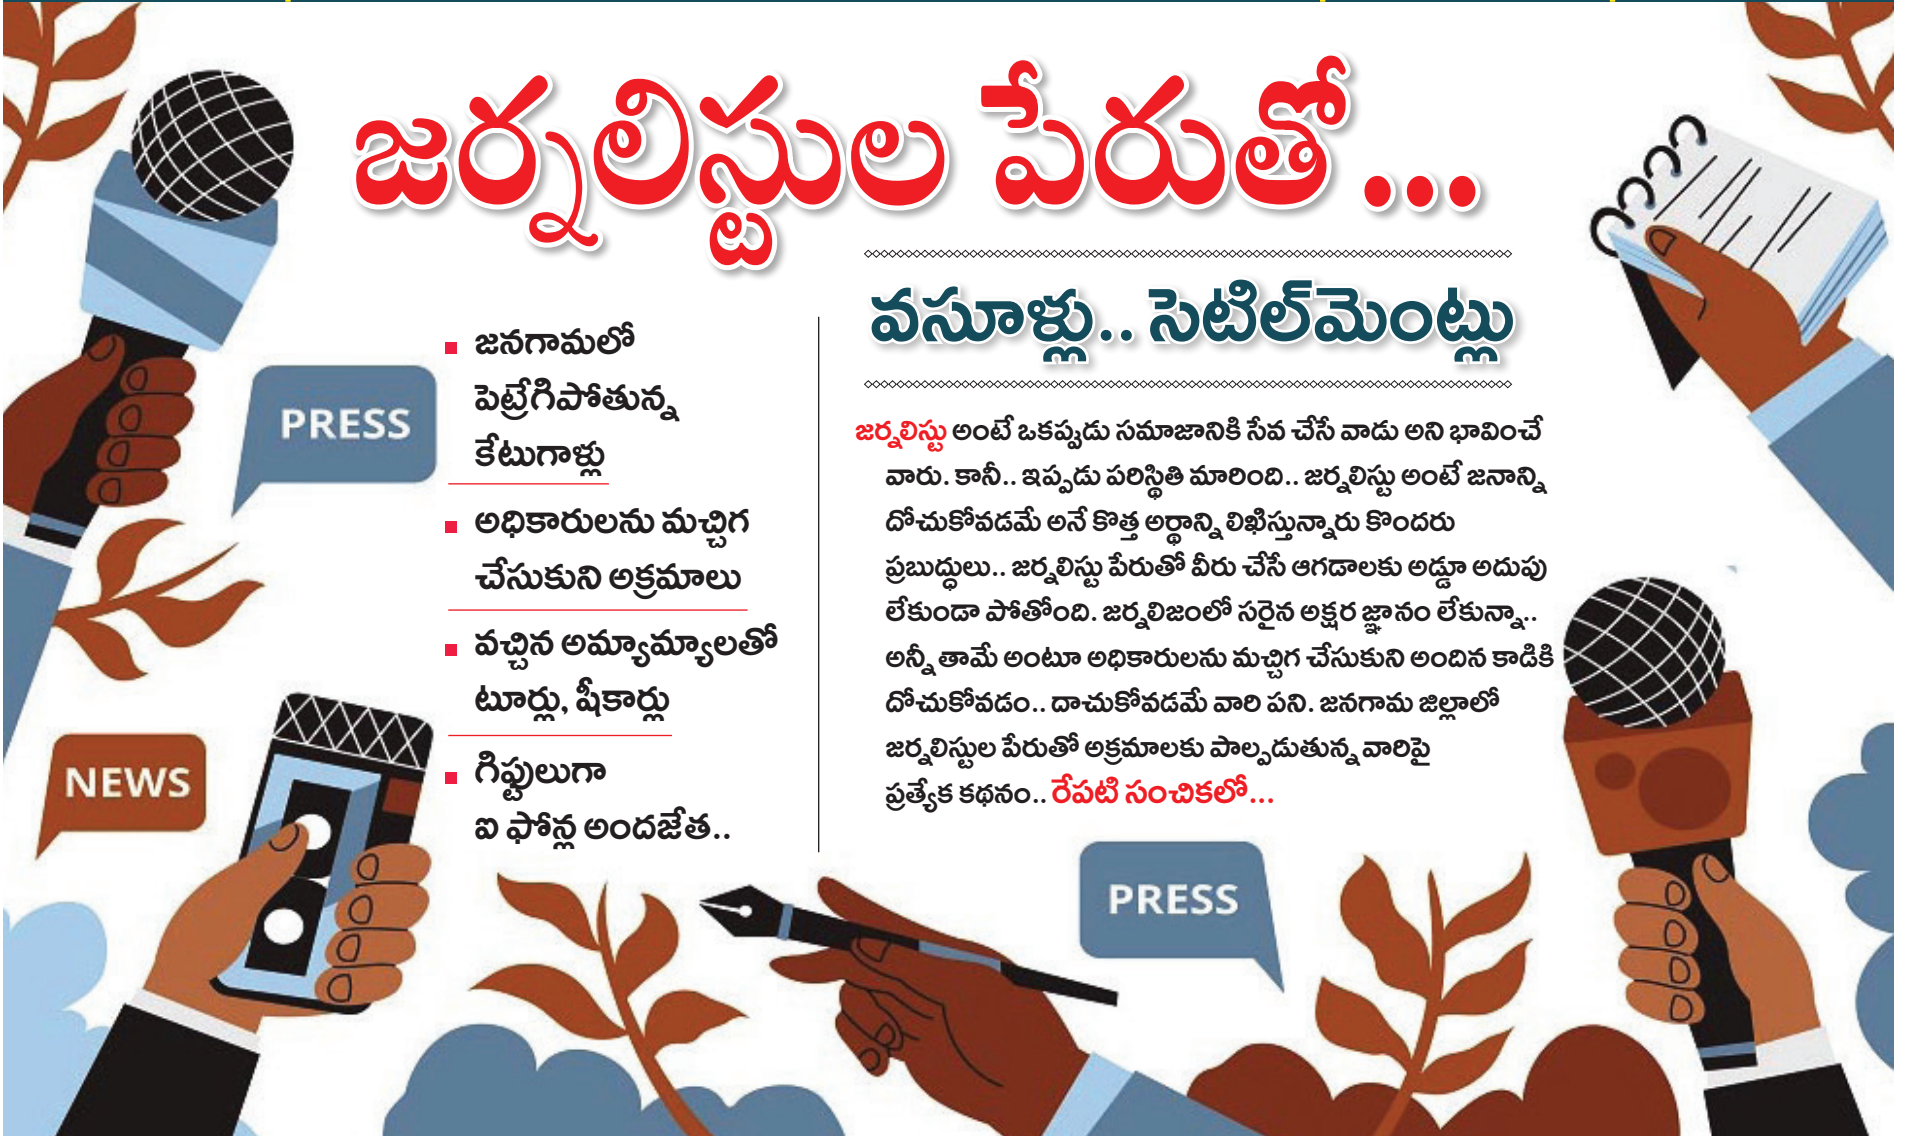 జర్నలిస్టుల పేరుతో...
వసూళ్లు.. సెటిల్‌మెంట్లు
జనగామలో
పెట్రేగిపోతున్న
కేటుగాళ్లు
అధికారులను మచ్చిగ
చేసుకుని అక్రమాలు
వచ్చిన అమ్యామ్యాలతో
టూర్లు, షీకార్లు
గిఫ్టులుగా
ఐ ఫోన్ల అందజేత..
జర్నలిస్టు అంటే ఒకప్పుడు సమాజానికి సేవ చేసే వాడు అని భావించే
వారు. కానీ.. ఇప్పడు పరిస్థితి మారింది.. జర్నలిస్టు అంటే జనాన్ని
దోచుకోవడమే అనే కొత్త అర్థాన్ని లిఖిస్తున్నారు కొందరు
ప్రబుద్ధులు.. జర్నలిస్టు పేరుతో వీరు చేసే ఆగడాలకు అడ్డూ అదుపు
లేకుండా పోతోంది. జర్నలిజంలో సరైన అక్షర జ్ఞానం లేకున్నా..
అన్నీ తామే అంటూ అధికారులను మచ్చిగ చేసుకుని అందిన కాడికి
దోచుకోవడం.. దాచుకోవడమే వారి పని. జనగామ జిల్లాలో
జర్నలిస్టుల పేరుతో అక్రమాలకు పాల్పడుతున్న వారిపై
ప్రత్యేక కథనం.. రేపటి సంచికలో...
PRESS
NEWS
PRESS